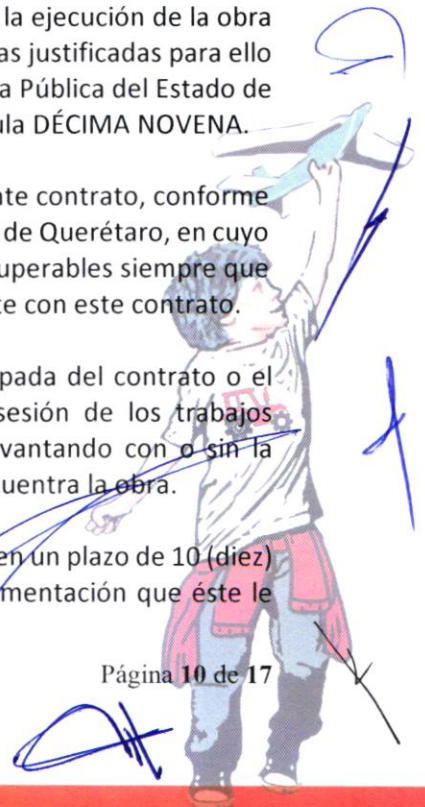 la ejecución de la obra
as justificadas para ello
a Pública del Estado de
ula DÉCIMA NOVENA.
nte contrato, conforme
de Querétaro, en cuyo
uperables siempre que
te con este contrato.
pada del contrato o el
sesión de los trabajos
vantando con o sin la
uentra la obra.
en un plazo de 10 (diez)
mentación que éste le
Página 10 de 17